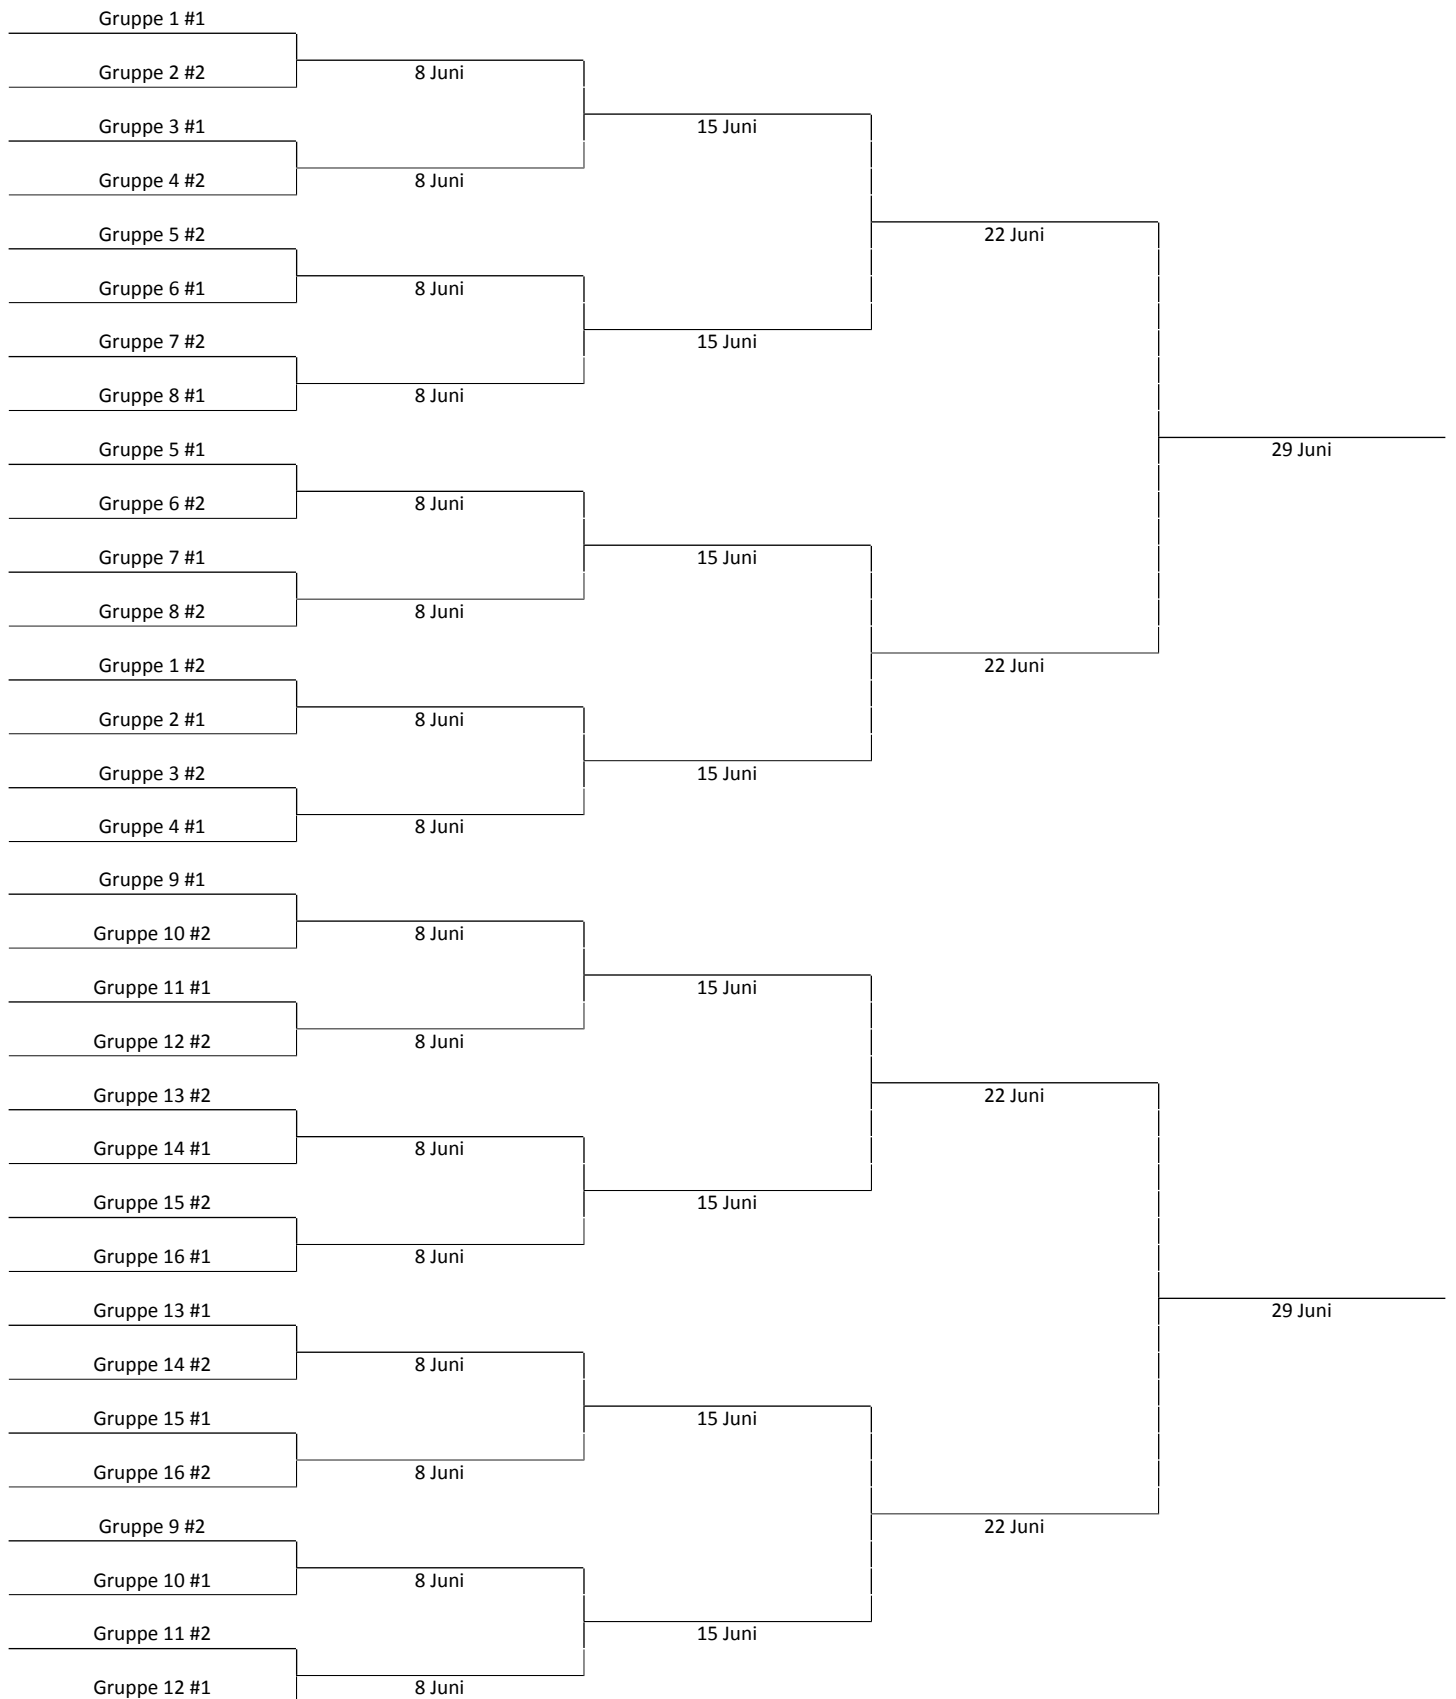 Gruppe 1 #1
Gruppe 2 #2
8 Juni
Gruppe 3 #1
15 Juni
Gruppe 4 #2
8 Juni
Gruppe 5 #2
22 Juni
Gruppe 6 #1
8 Juni
Gruppe 7 #2
15 Juni
Gruppe 8 #1
8 Juni
Gruppe 5 #1
29 Juni
Gruppe 6 #2
8 Juni
Gruppe 7 #1
15 Juni
Gruppe 8 #2
8 Juni
Gruppe 1 #2
22 Juni
Gruppe 2 #1
8 Juni
Gruppe 3 #2
15 Juni
Gruppe 4 #1
8 Juni
Gruppe 9 #1
Gruppe 10 #2
8 Juni
Gruppe 11 #1
15 Juni
Gruppe 12 #2
8 Juni
Gruppe 13 #2
22 Juni
Gruppe 14 #1
8 Juni
Gruppe 15 #2
15 Juni
Gruppe 16 #1
8 Juni
Gruppe 13 #1
29 Juni
Gruppe 14 #2
8 Juni
Gruppe 15 #1
15 Juni
Gruppe 16 #2
8 Juni
Gruppe 9 #2
22 Juni
Gruppe 10 #1
8 Juni
Gruppe 11 #2
15 Juni
Gruppe 12 #1
8 Juni